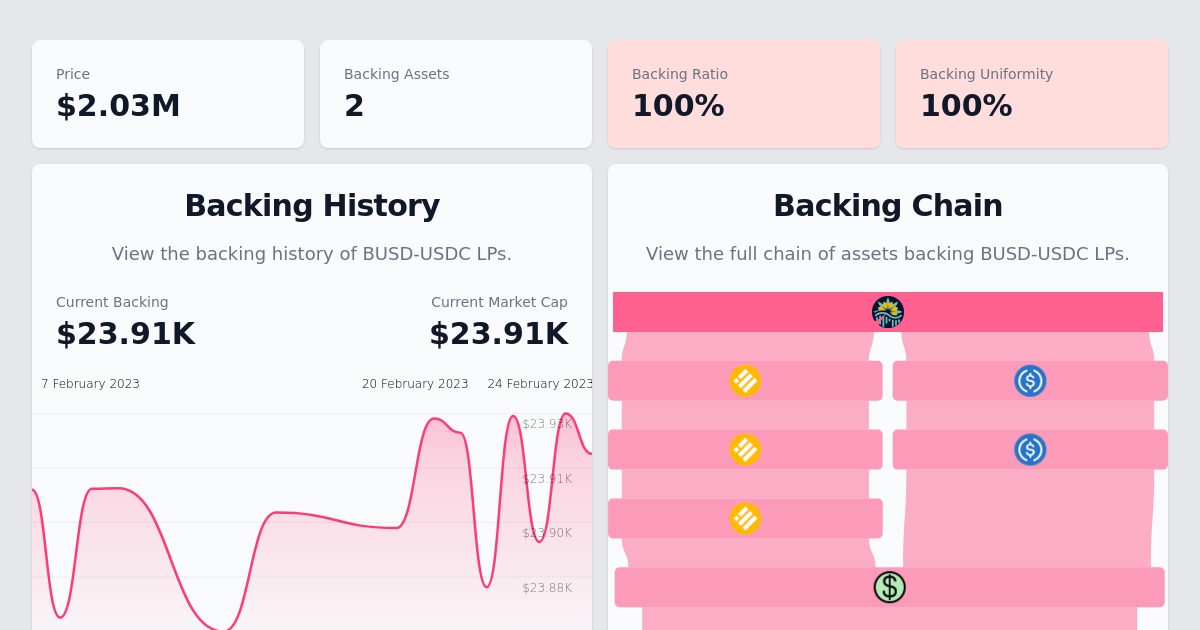 Price
$2.03M
Backing Assets
2
Backing Ratio
100%
Backing Uniformity
100%
Backing History
View the backing history of BUSD-USDC LPs.
Current Backing
$23.91K
Current Market Cap
$23.91K
7 February 2023
20 February 2023
24 February 2023
$23.93K
$23.91K
$23.90K
$23.88K
Backing Chain
View the full chain of assets backing BUSD-USDC LPs.
$
$
$